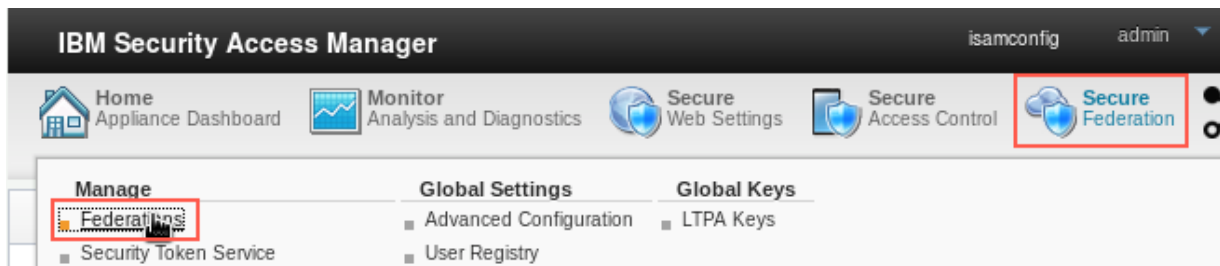 IBM Security Access Manager
isamconfig admin
Home Monitor Secure Secure Secure
Appliance Dashboard Analysis and Diagnostics Web Settings Access Control Federation
Manage Global Settings Global Keys
Federations Advanced Configuration LTPA Keys
Security Token Service User Registry